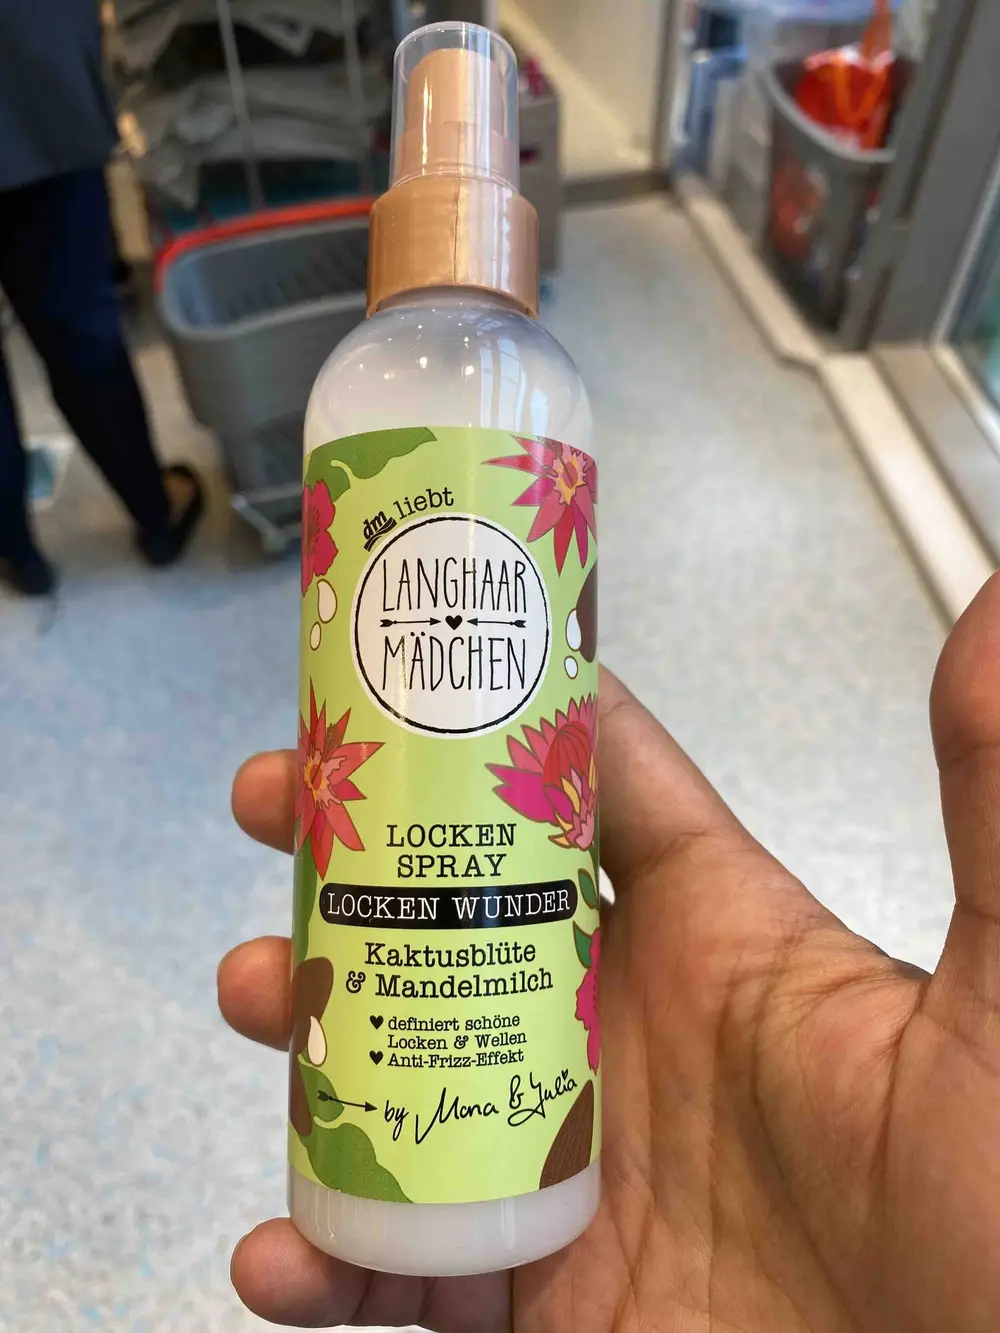 dm liebt
LANGHAAR
MÄDCHEN
LOCKEN
SPRAY
LOCKEN WUNDER
Kaktusblüte
& Mandelmilch
definiert schöne
Locken & Wellen
Anti-Frizz-Effekt
by Mona & Julia